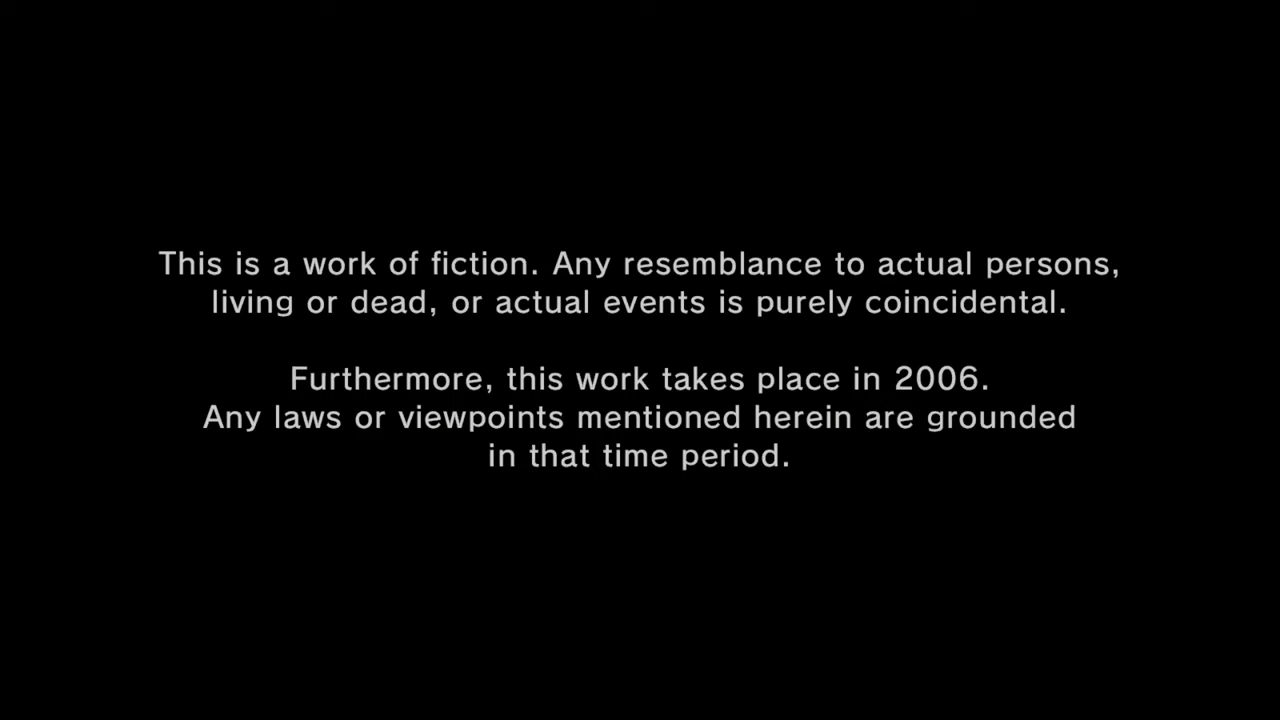 This is a work of fiction. Any resemblance to actual persons,
living or dead, or actual events is purely coincidental.
Furthermore, this work takes place in 2006.
Any laws or viewpoints mentioned herein are grounded
in that time period.